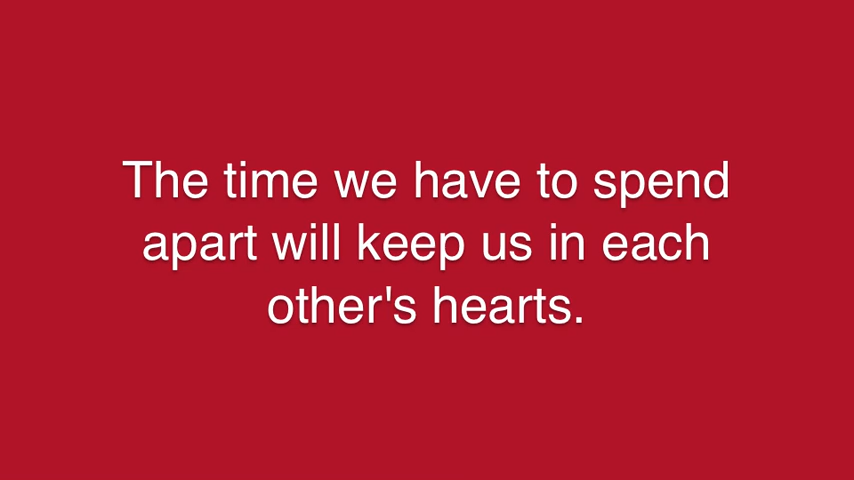 The time we have to spend
apart will keep us in each
other's hearts.